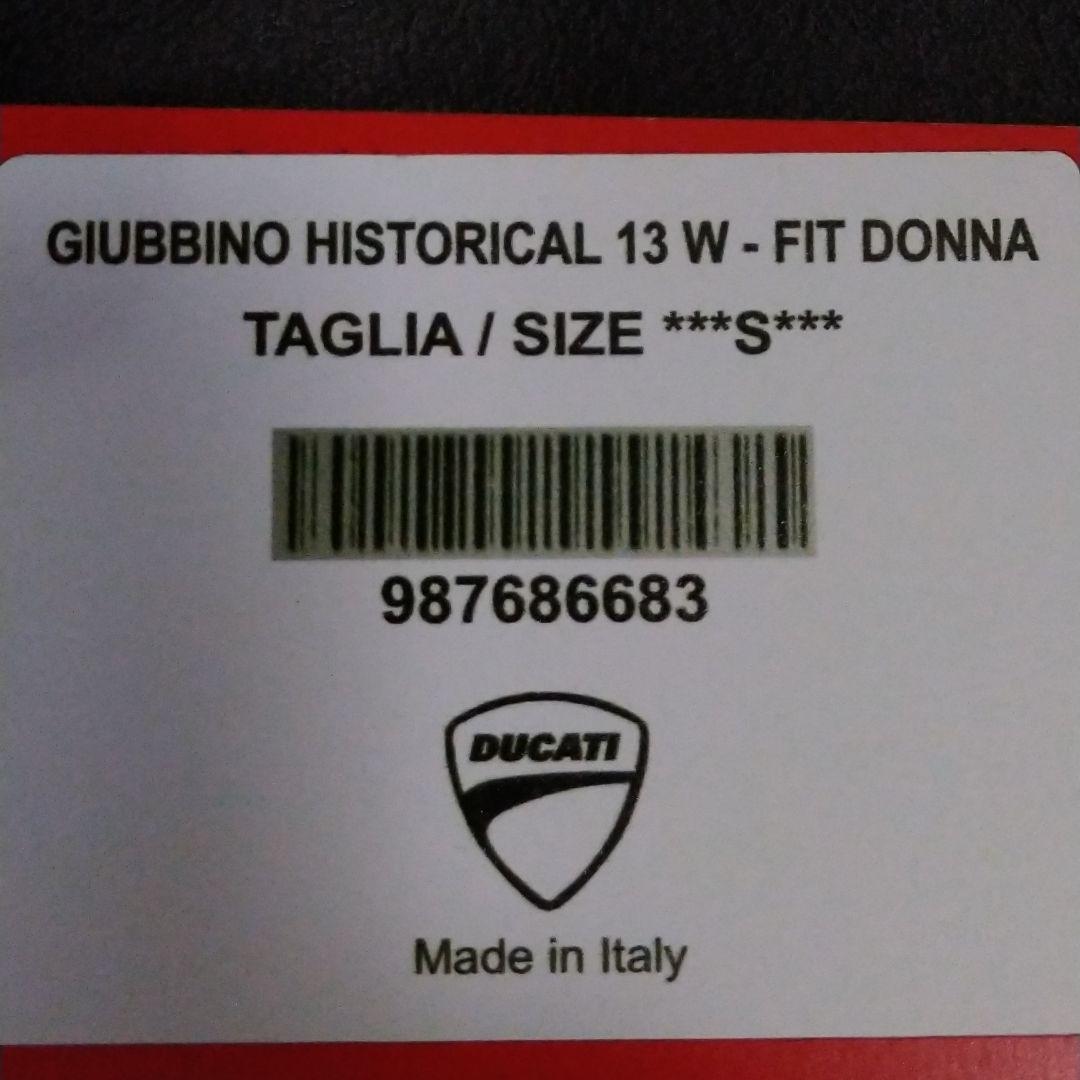 GIUBBINO HISTORICAL 13 W - FIT DONNA
TAGLIA / SIZE ***S***
987686683
DUCATI
Made in Italy